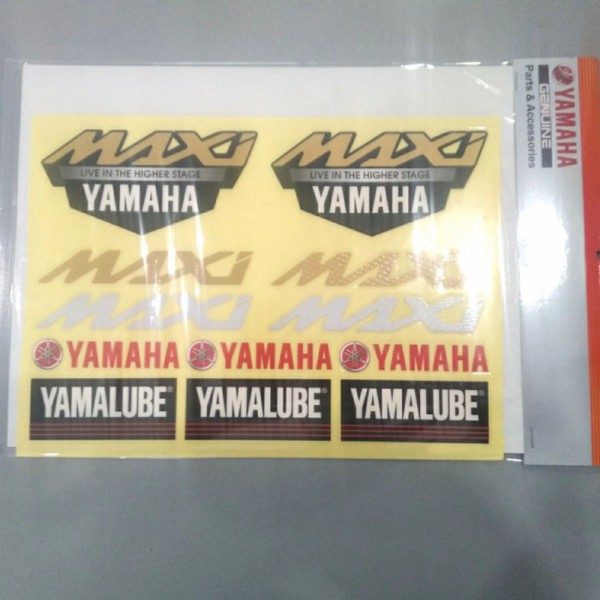 MAXi MAXi
LIVE IN THE HIGHER STAGE LIVE IN THE HIGHER STAGE
YAMAHA YAMAHA
MAXi MAXi
MAXi MAXi
YAMAHA YAMAHA YAMAHA
YAMALUBE® YAMALUBE® YAMALUBE®
YAMAHA
GENUINE
Parts & Accessories